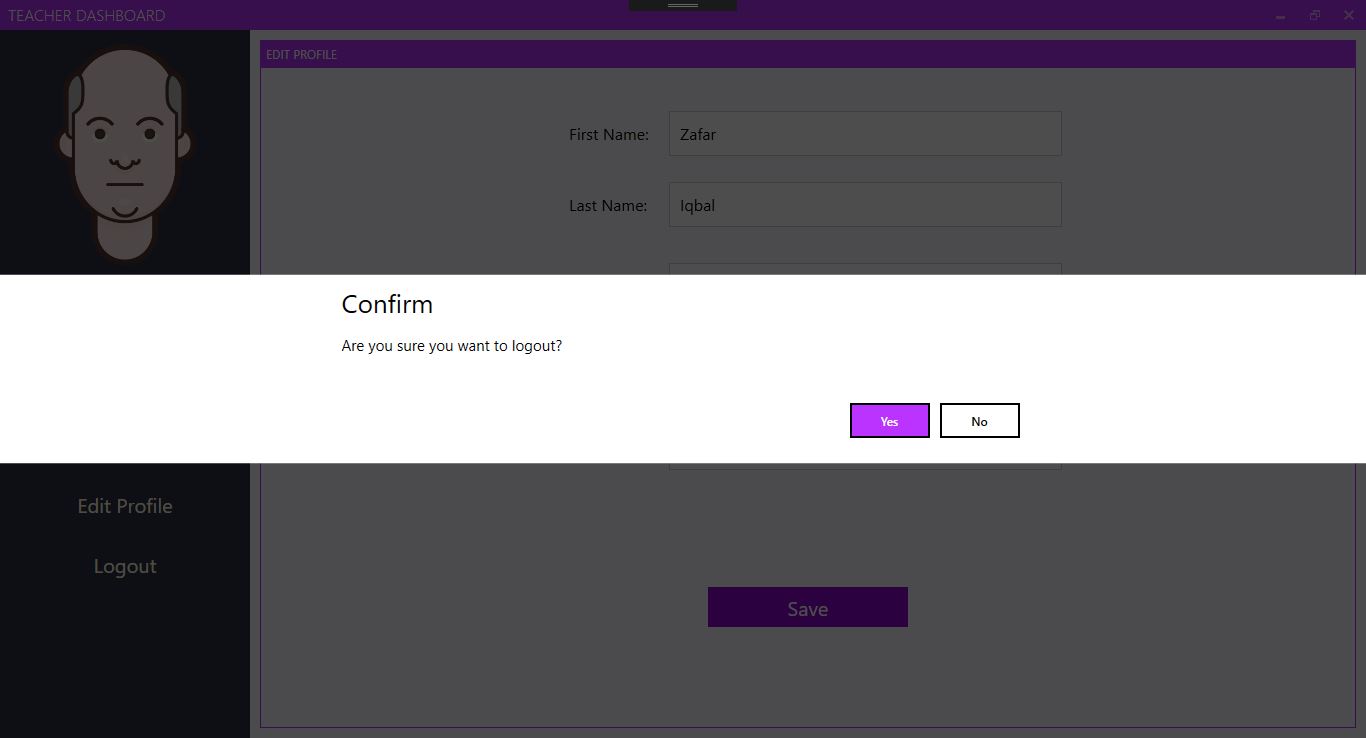 TEACHER DASHBOARD
EDIT PROFILE
First Name: Zafar
Last Name: Iqbal
Confirm
Are you sure you want to logout?
Yes No
Edit Profile
Logout
Save